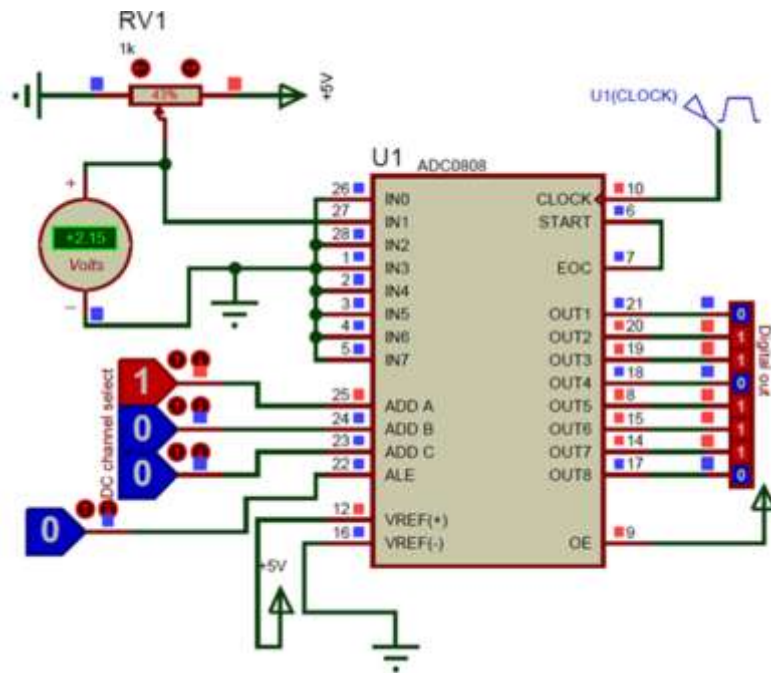 RV1
1k
43%
+5V
U1(CLOCK)
U1
ADC0808
+
+2.15
Volts
−
26 IN0 CLOCK 10
27 IN1 START 6
28 IN2
1 IN3 EOC 7
2 IN4
3 IN5 OUT1 21 0
4 IN6 OUT2 20 1
5 IN7 OUT3 19 1
OUT4 18 0
25 ADD A OUT5 8 1
24 ADD B OUT6 15 1
23 ADD C OUT7 14 1
22 ALE OUT8 17 0
12 VREF(+)
16 VREF(-) OE 9
Digital out
ADC channel select
1
0
0
0
+5V